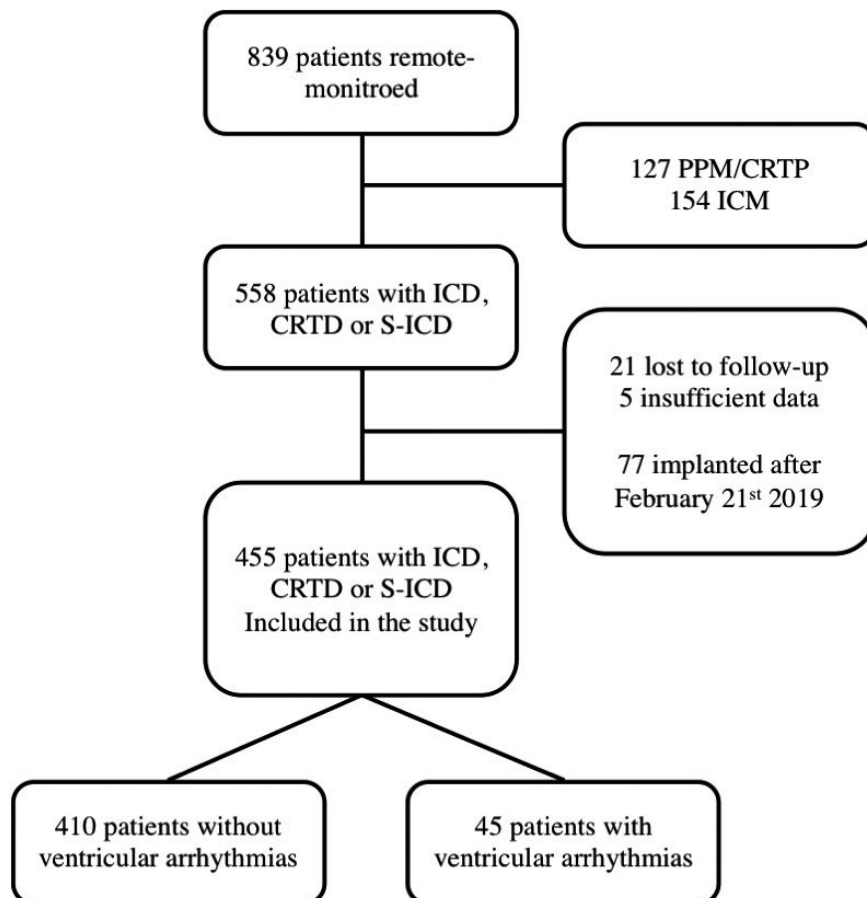 839 patients remote-
monitroed
127 PPM/CRTP
154 ICM
558 patients with ICD,
CRTD or S-ICD
21 lost to follow-up
5 insufficient data
77 implanted after
February 21st 2019
455 patients with ICD,
CRTD or S-ICD
Included in the study
410 patients without
ventricular arrhythmias
45 patients with
ventricular arrhythmias